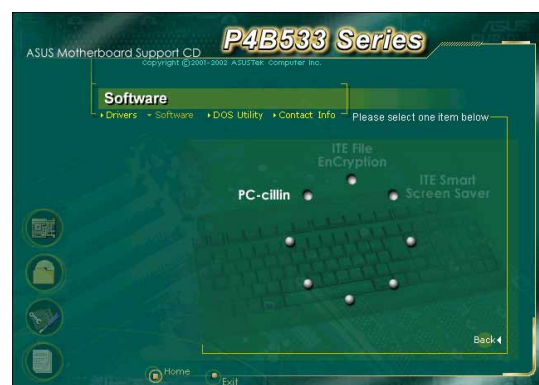 P4B533 Series
ASUS Motherboard Support CD
Copyright (C)2001-2002 ASUSTek Computer Inc.
Software
Drivers Software DOS Utility Contact Info
Please select one item below
ITE File
EnCryption
ITE Smart
Screen Saver
PC-cillin
Back
Home
Exit